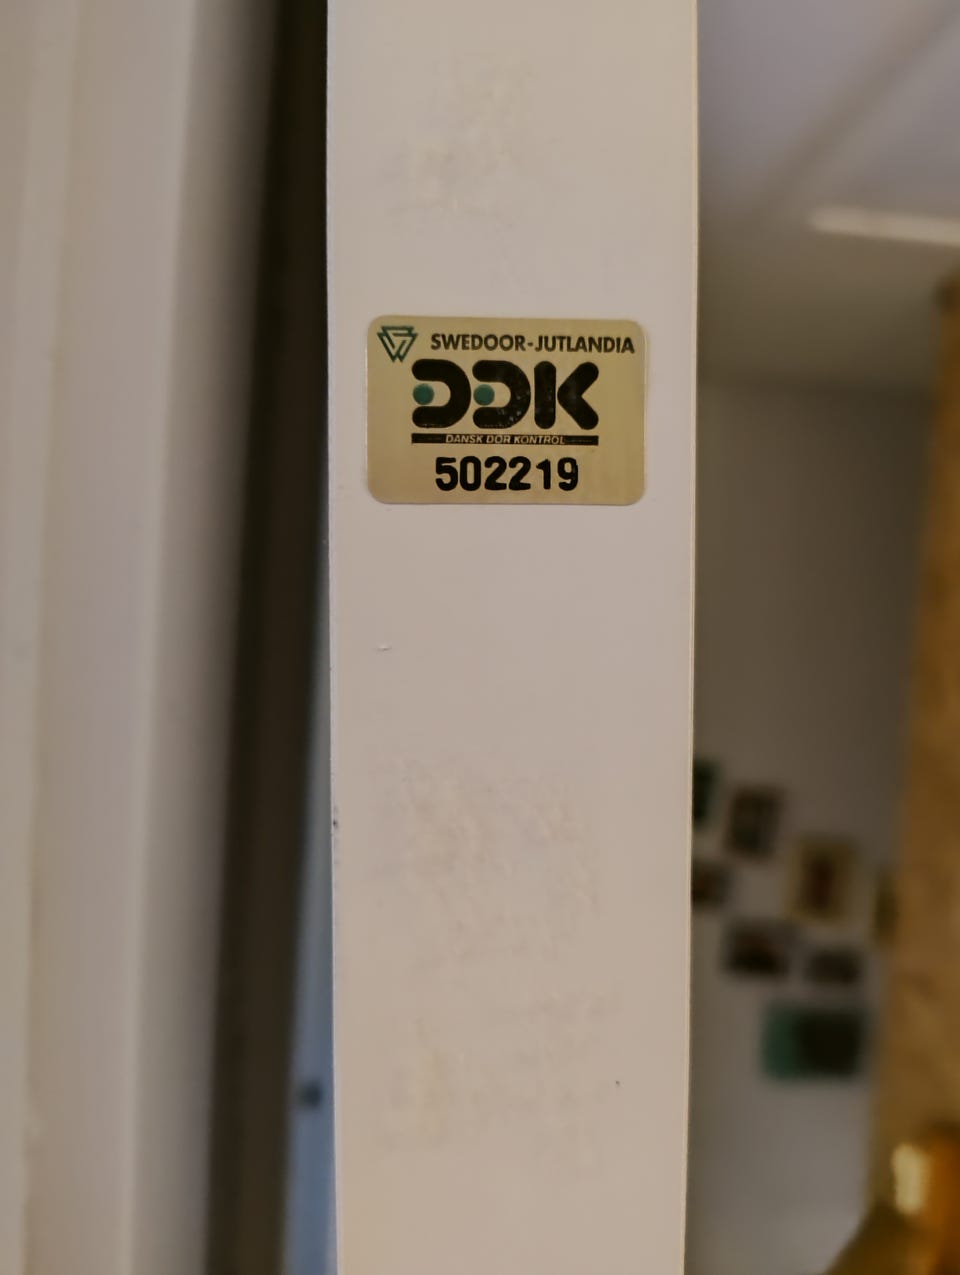 SWEDOOR-JUTLANDIA
DDK
DANSK DØR KONTROL
502219